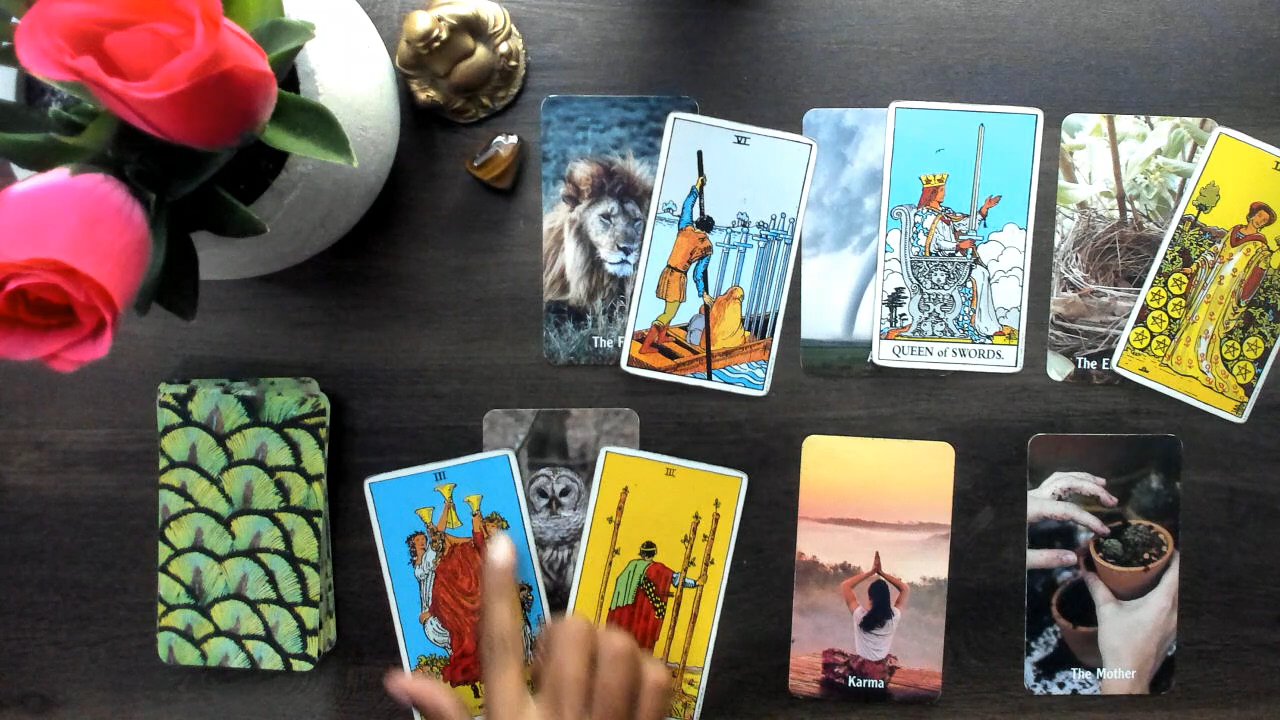 VI
The F
QUEEN of SWORDS.
The E
III
III
Karma
The Mother